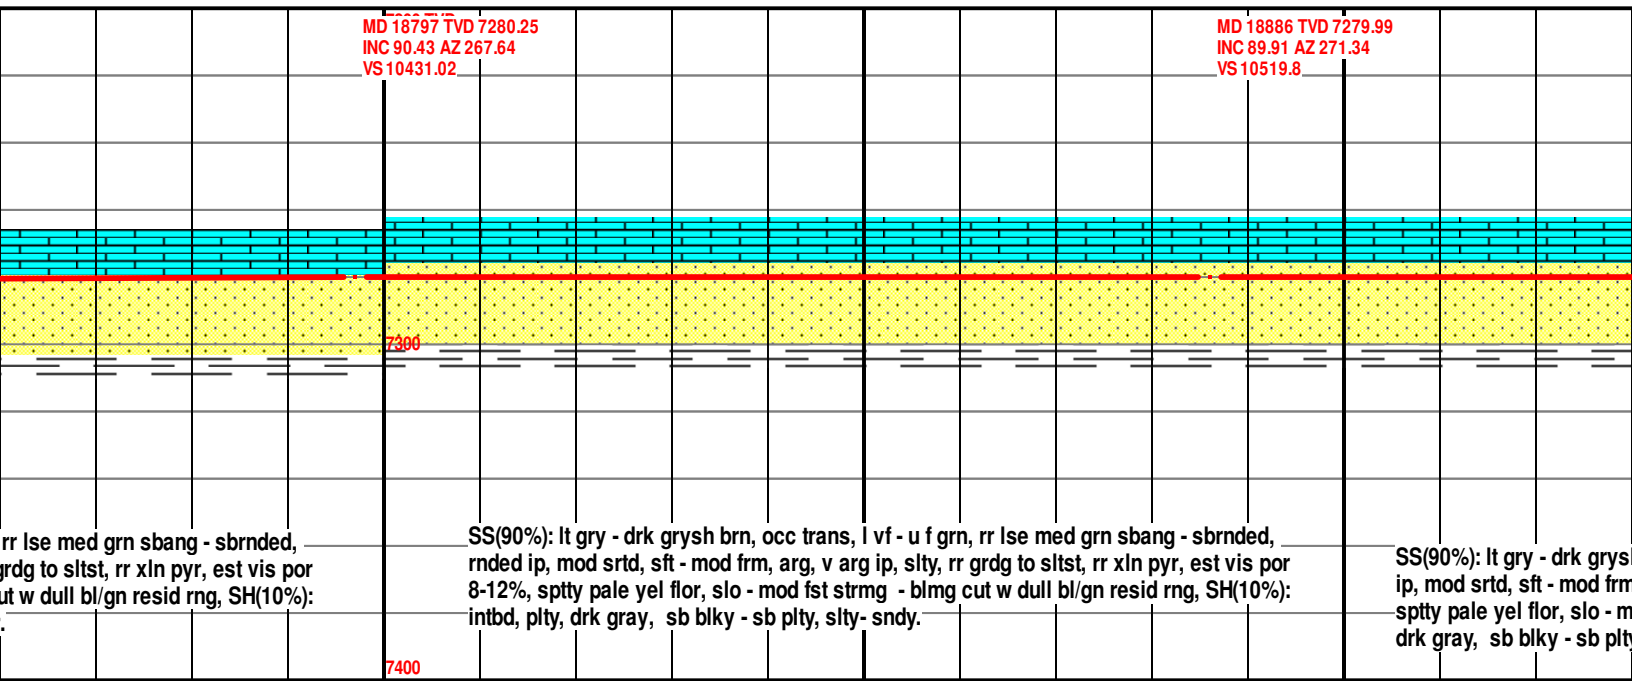 7200 TVD
MD 18797 TVD 7280.25
INC 90.43 AZ 267.64
VS 10431.02
MD 18886 TVD 7279.99
INC 89.91 AZ 271.34
VS 10519.8
7300
rr lse med grn sbang - sbrnded,
grdg to sltst, rr xln pyr, est vis por
ut w dull bl/gn resid rng, SH(10%):
SS(90%): lt gry - drk grysh brn, occ trans, l vf - u f grn, rr lse med grn sbang - sbrnded,
rnded ip, mod srtd, sft - mod frm, arg, v arg ip, slty, rr grdg to sltst, rr xln pyr, est vis por
8-12%, sptty pale yel flor, slo - mod fst strmg - blmg cut w dull bl/gn resid rng, SH(10%):
intbd, plty, drk gray, sb blky - sb plty, slty- sndy.
SS(90%): lt gry - drk grysh
ip, mod srtd, sft - mod frm
sptty pale yel flor, slo - m
drk gray, sb blky - sb plty
7400